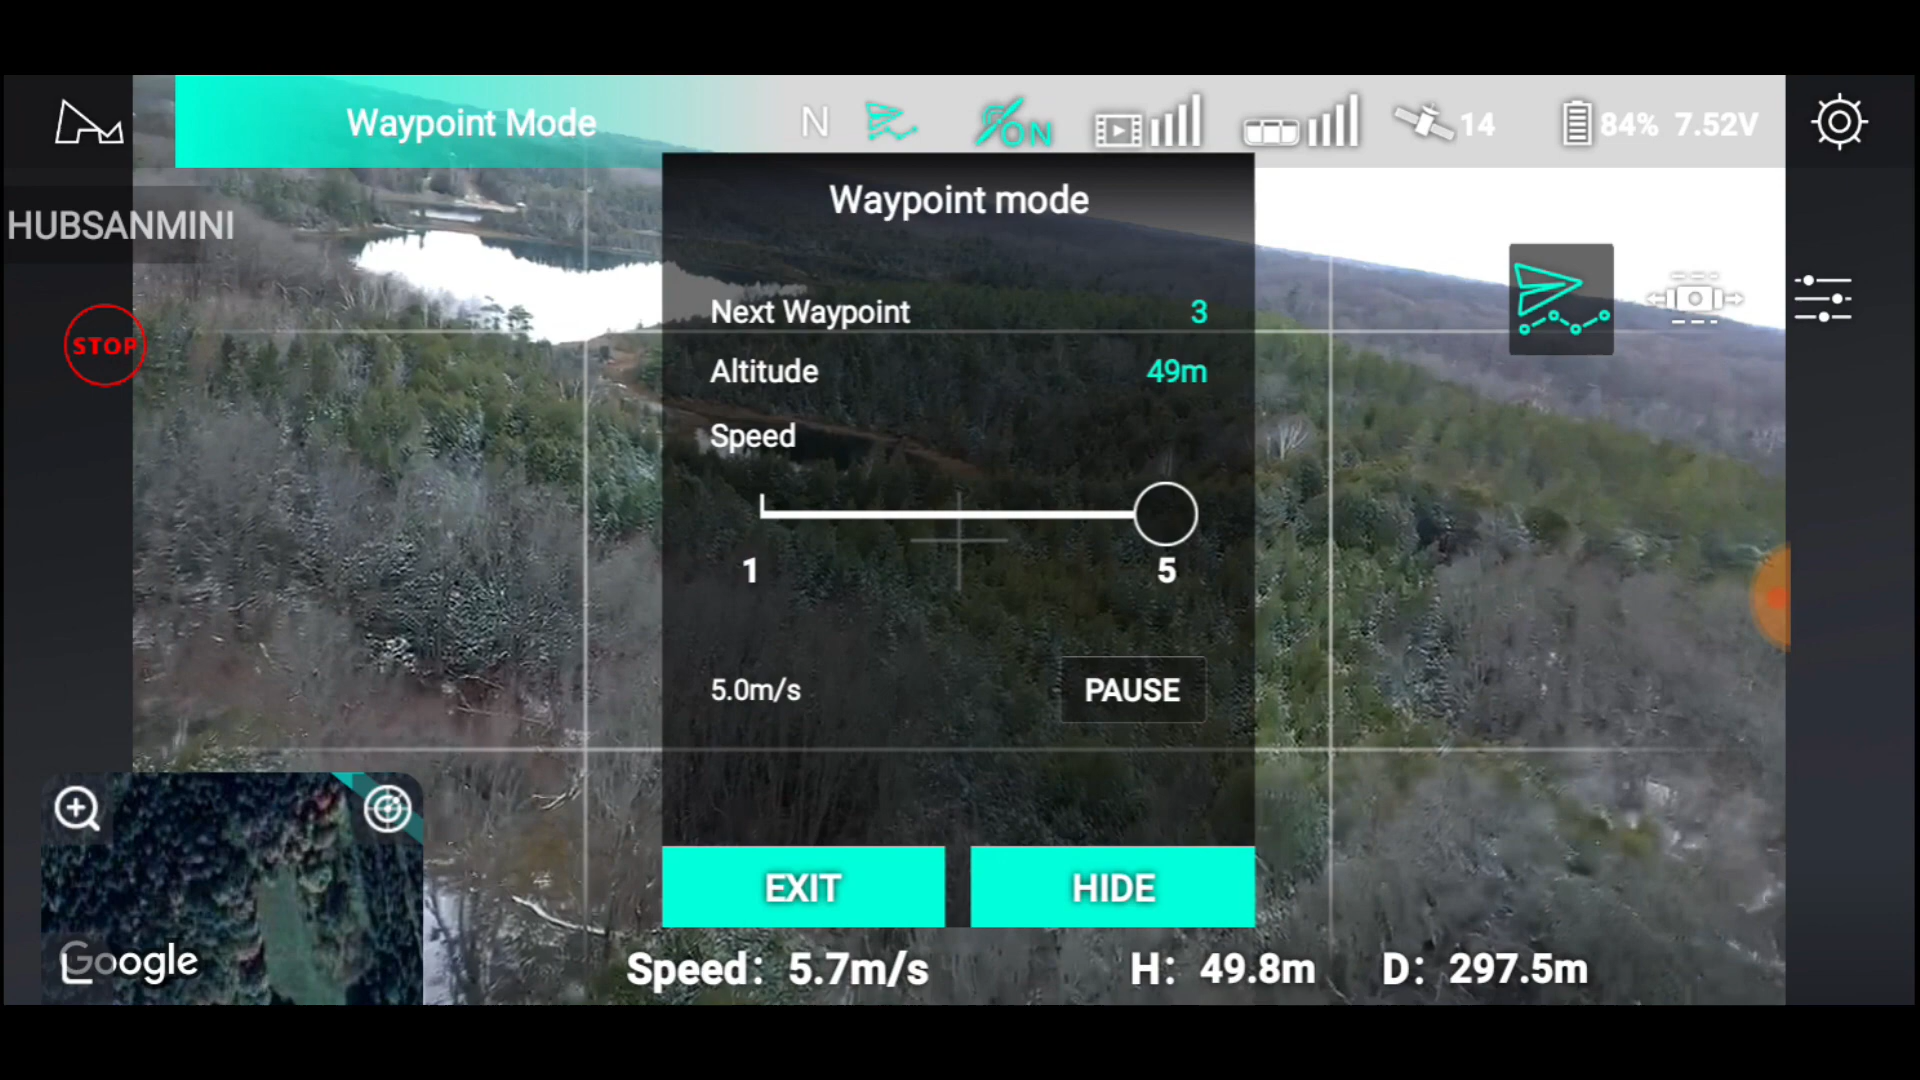 Waypoint Mode
N
ON
14
84% 7.52V
HUBSANMINI
STOP
Waypoint mode
Next Waypoint 3
Altitude 49m
Speed
1 5
5.0m/s PAUSE
EXIT HIDE
Google
Speed: 5.7m/s H: 49.8m D: 297.5m